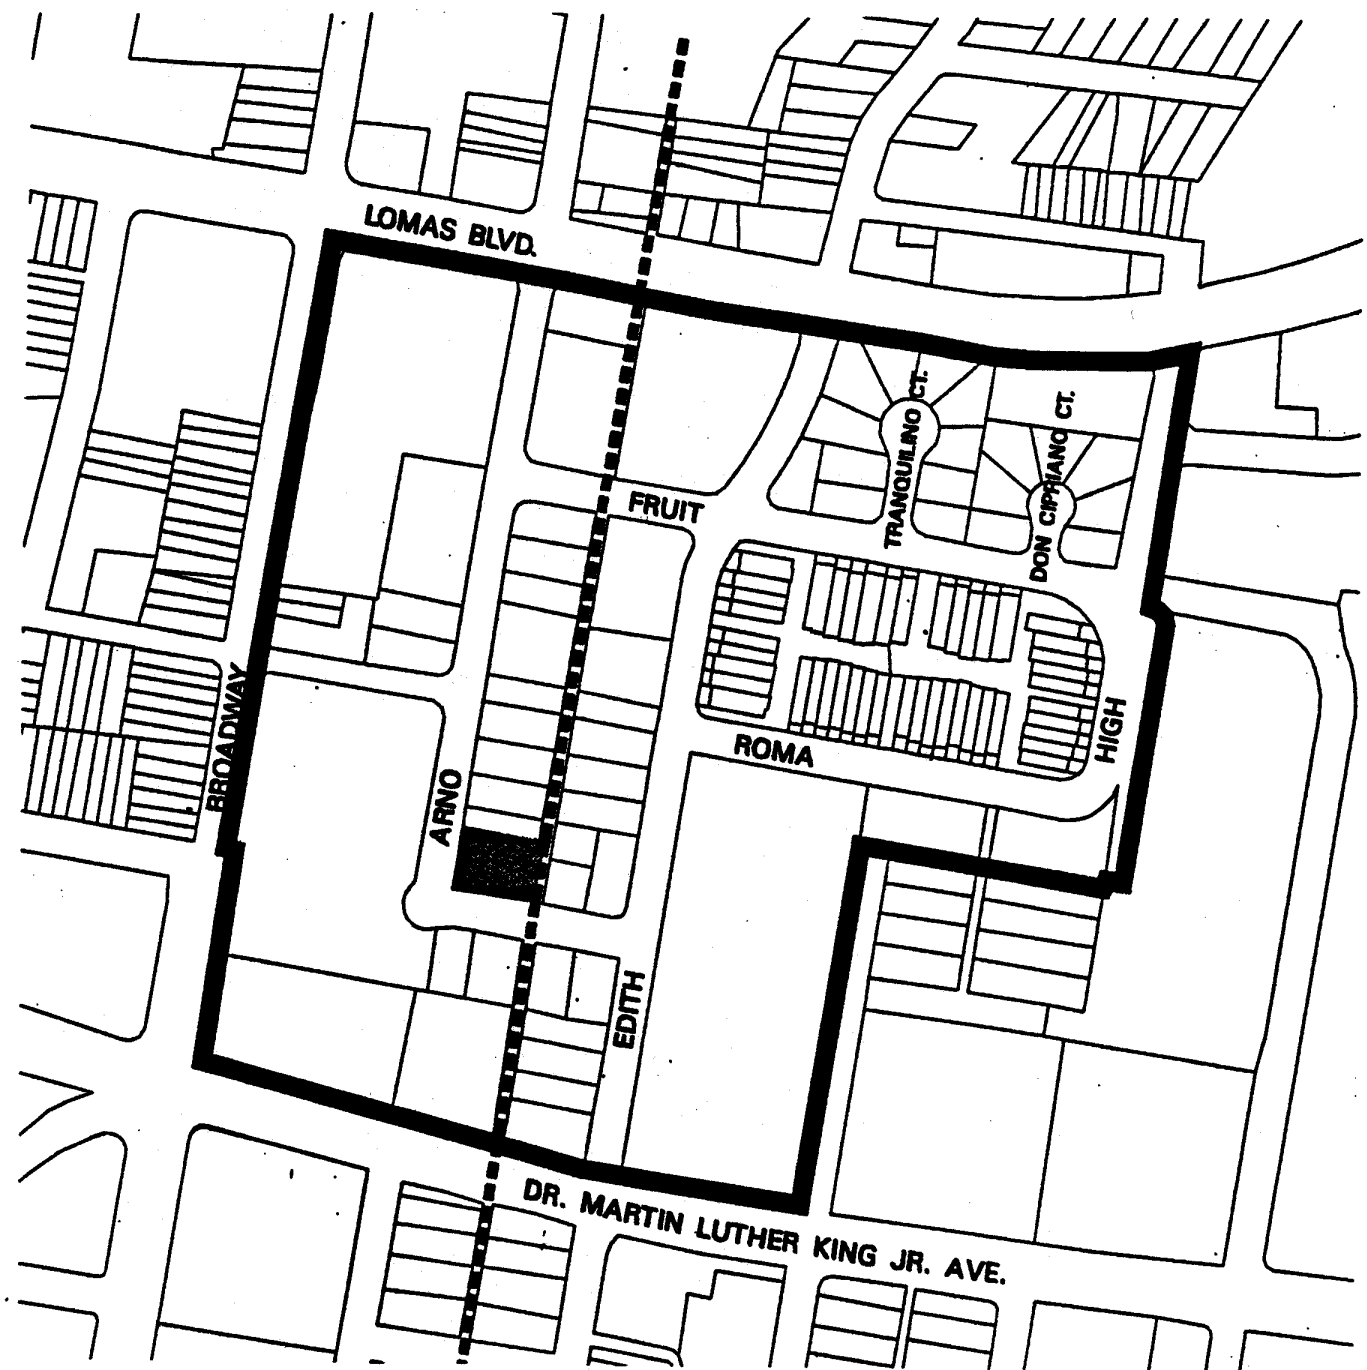 LOMAS BLVD.
TRANQUILINO CT.
DON CIPRIANO CT.
FRUIT
BROADWAY
HIGH
ROMA
ARNO
EDITH
DR. MARTIN LUTHER KING JR. AVE.